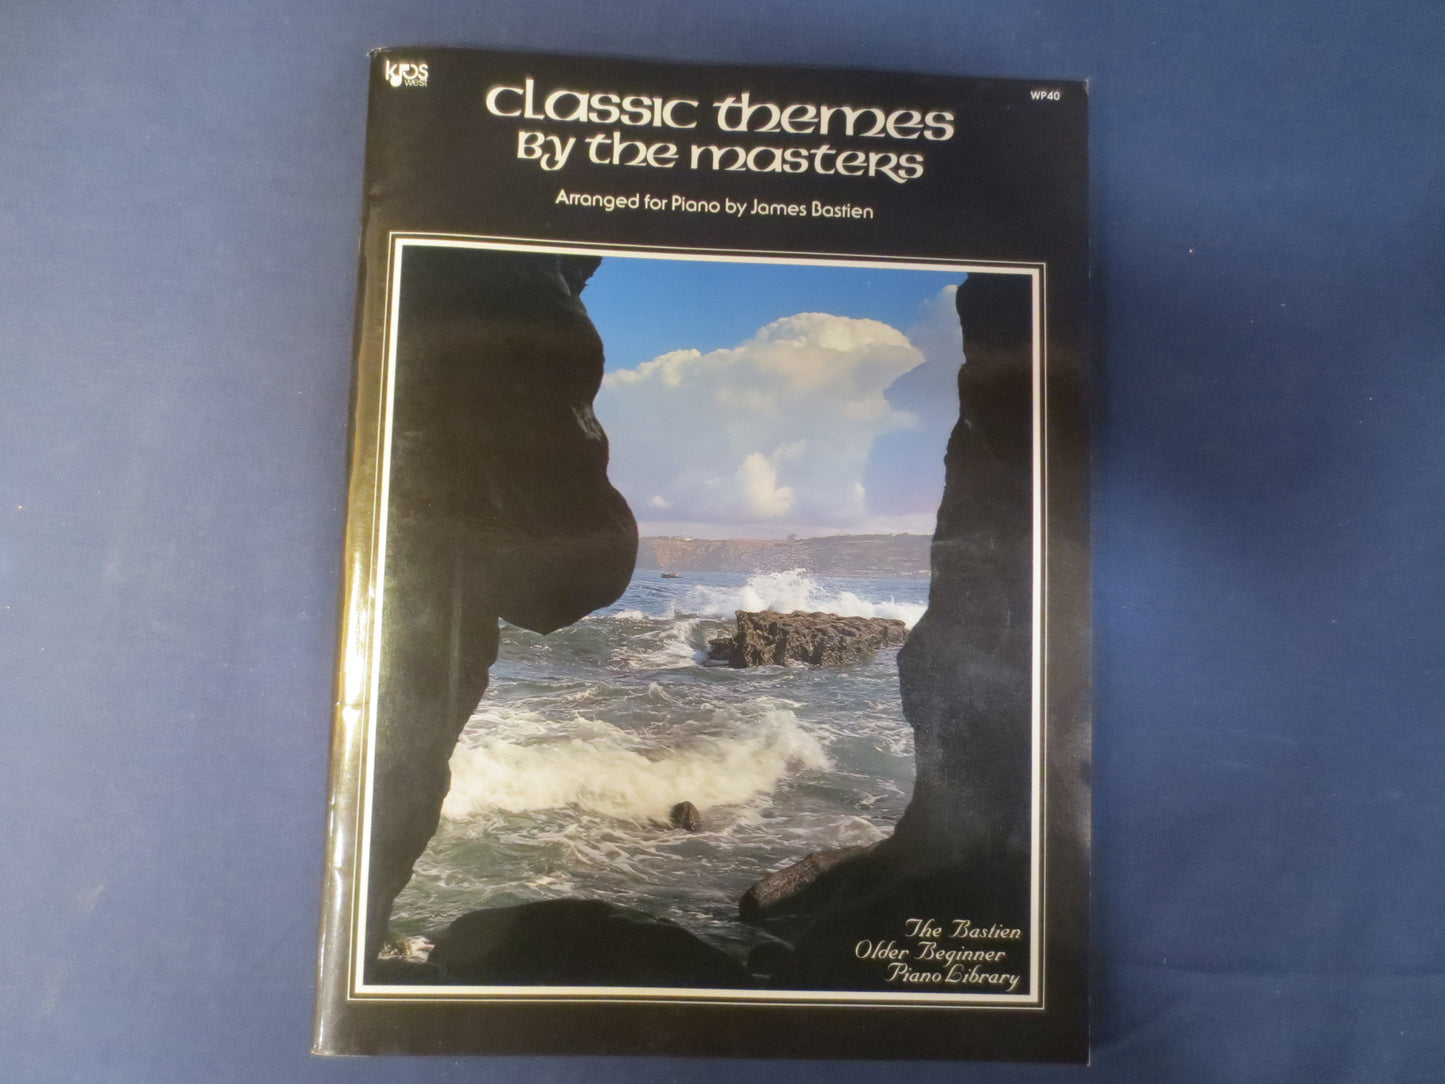 KJOS
west
WP40
classic themes
By the masters
Arranged for Piano by James Bastien
The Bastien
Older Beginner
Piano Library